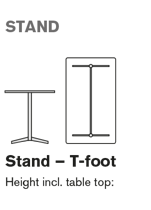 STAND
Stand – T-foot
Height incl. table top: